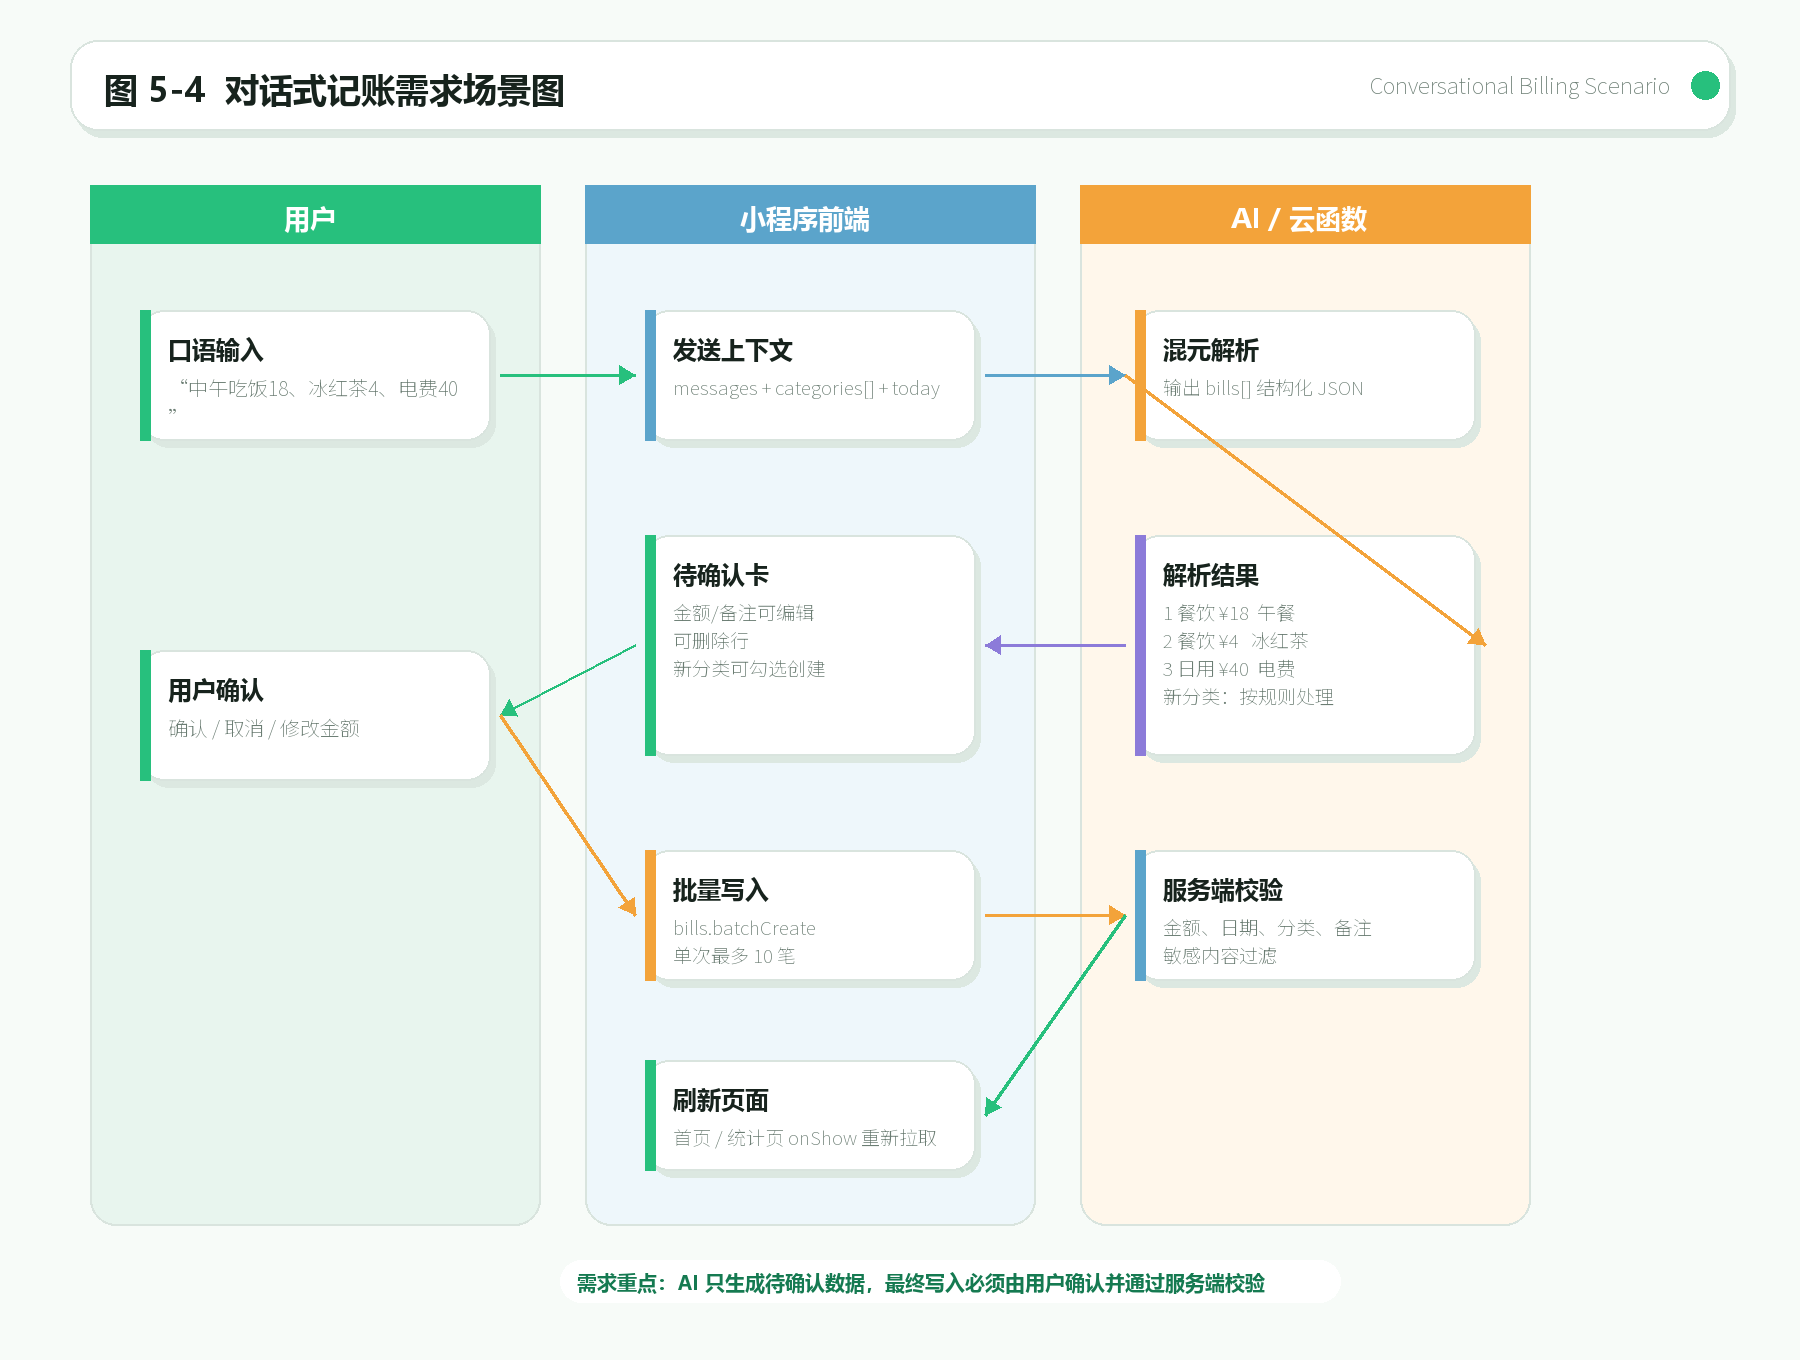 图 5-4 对话式记账需求场景图
Conversational Billing Scenario
用户
小程序前端
AI / 云函数
口语输入
“中午吃饭18、冰红茶4、电费40
”
发送上下文
messages + categories[] + today
混元解析
输出 bills[] 结构化 JSON
待确认卡
金额/备注可编辑
可删除行
新分类可勾选创建
解析结果
1 餐饮 ¥18 午餐
2 餐饮 ¥4 冰红茶
3 日用 ¥40 电费
新分类：按规则处理
用户确认
确认 / 取消 / 修改金额
批量写入
bills.batchCreate
单次最多 10 笔
服务端校验
金额、日期、分类、备注
敏感内容过滤
刷新页面
首页 / 统计页 onShow 重新拉取
需求重点：AI 只生成待确认数据，最终写入必须由用户确认并通过服务端校验